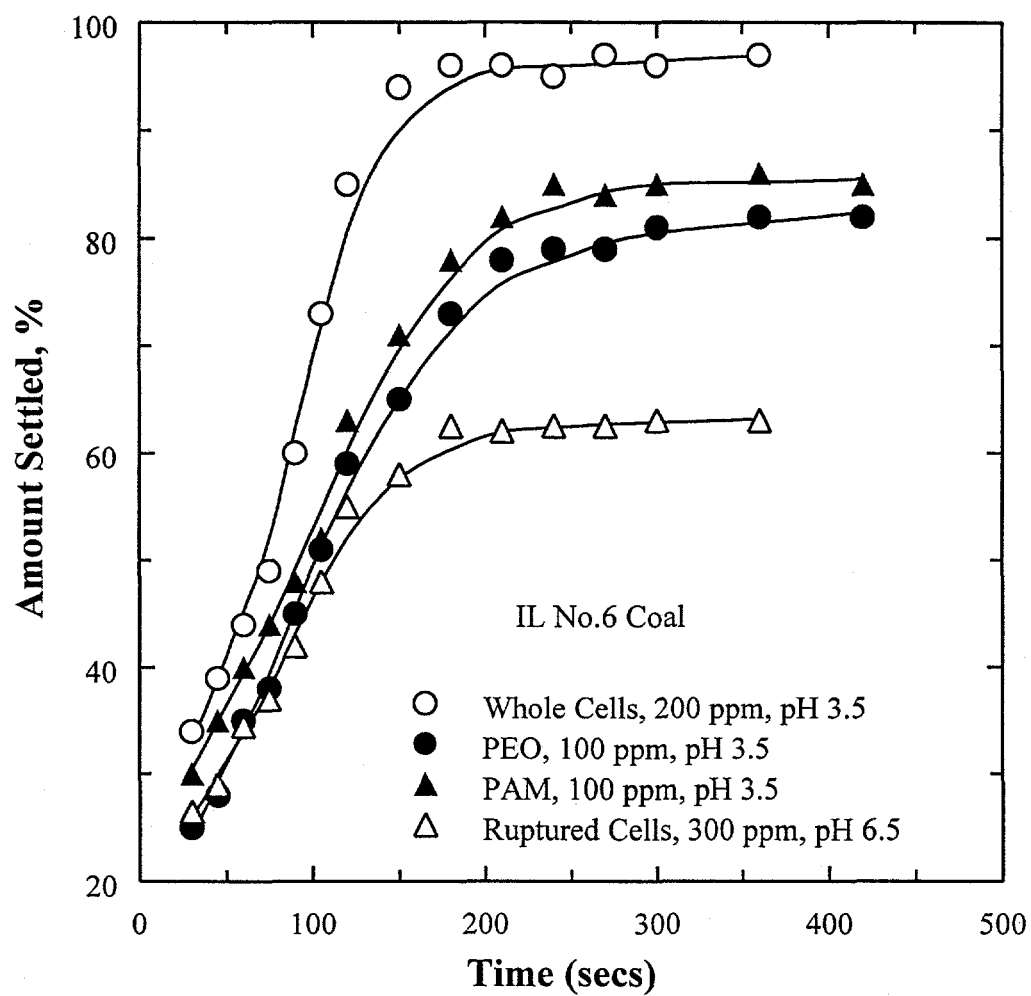 100
80
60
40
20
0
100
200
300
400
500
Amount Settled, %
Time (secs)
IL No.6 Coal
Whole Cells, 200 ppm, pH 3.5
PEO, 100 ppm, pH 3.5
PAM, 100 ppm, pH 3.5
Ruptured Cells, 300 ppm, pH 6.5